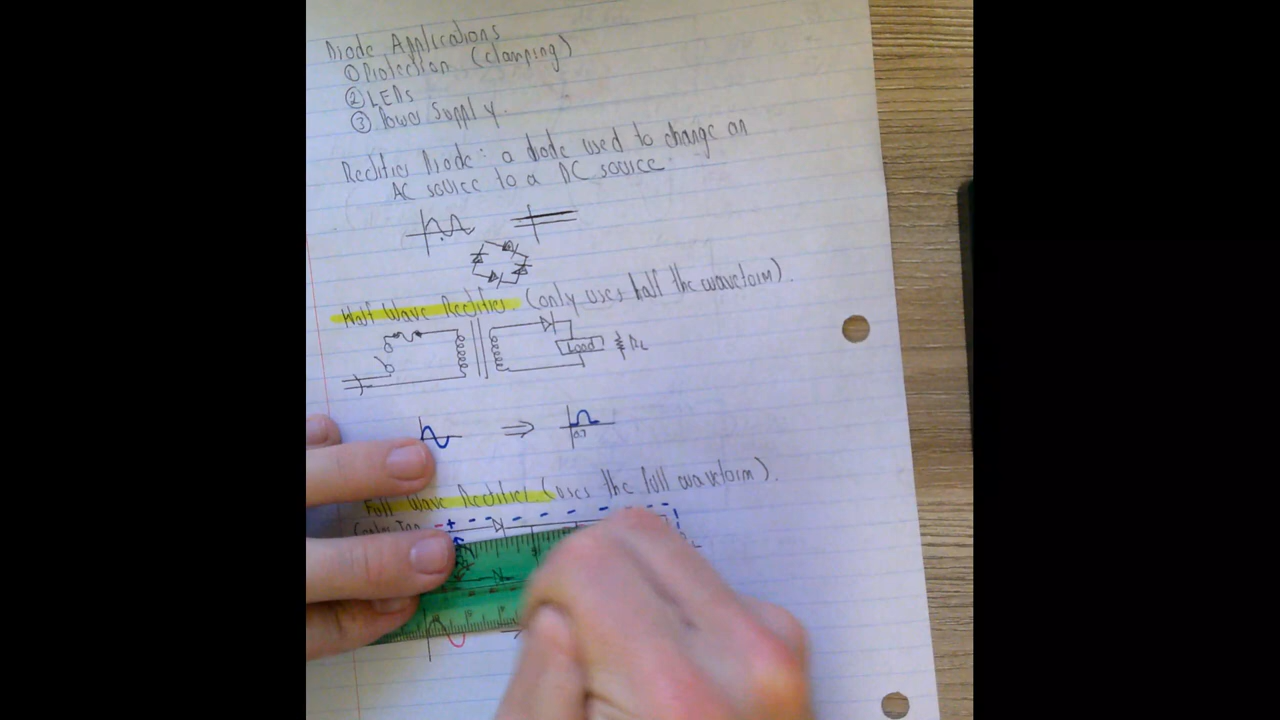 Diode Applications
① Protection (clamping)
② LEDs
③ Power Supply.
Rectifier Diode: a diode used to change an
AC source to a DC source.
Half Wave Rectifier. (only uses half the waveform).
Load RL
0.7
Full Wave Rectifier (uses the full waveform).
Center Tap
- +